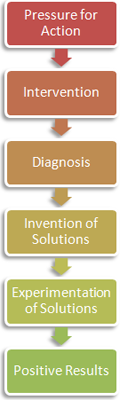 Pressure for
Action
Intervention
Diagnosis
Invention of
Solutions
Experimentation
of Solutions
Positive Results